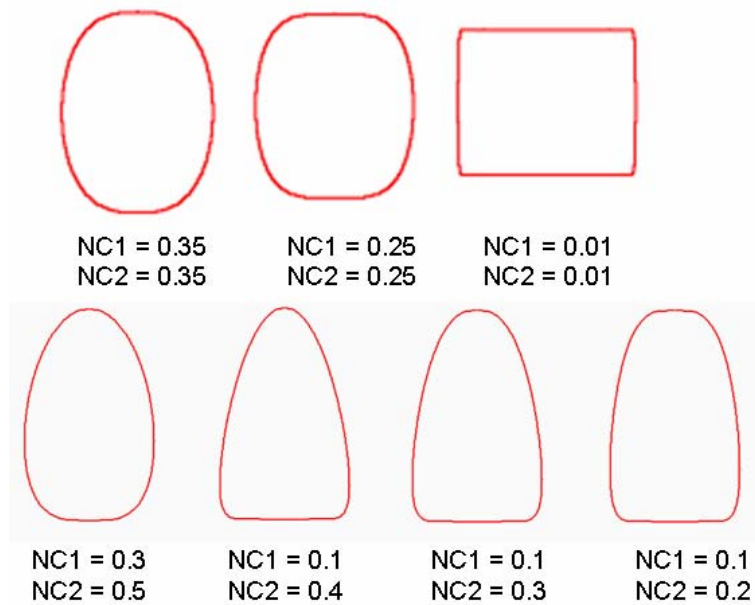 NC1 = 0.35 NC1 = 0.25 NC1 = 0.01
NC2 = 0.35 NC2 = 0.25 NC2 = 0.01
NC1 = 0.3 NC1 = 0.1 NC1 = 0.1 NC1 = 0.1
NC2 = 0.5 NC2 = 0.4 NC2 = 0.3 NC2 = 0.2